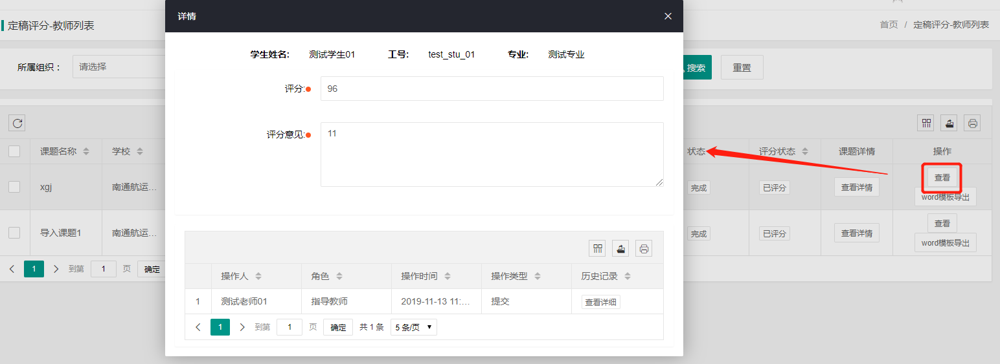 详情
定稿评分-教师列表
首页 / 定稿评分-教师列表
学生姓名: 测试学生01 工号: test_stu_01 专业: 测试专业
所属组织： 请选择
搜索 重置
评分: 96
评分意见: 11
课题名称 学校 状态 评分状态 课题详情 操作
xgj 南通航运... 完成 已评分 查看详情 查看
word模板导出
导入课题1 南通航运... 完成 已评分 查看详情 查看
word模板导出
1 到第 1 页 确定
操作人 角色 操作时间 操作类型 历史记录
1 测试老师01 指导教师 2019-11-13 11:... 提交 查看详细
1 到第 1 页 确定 共 1 条 5 条/页